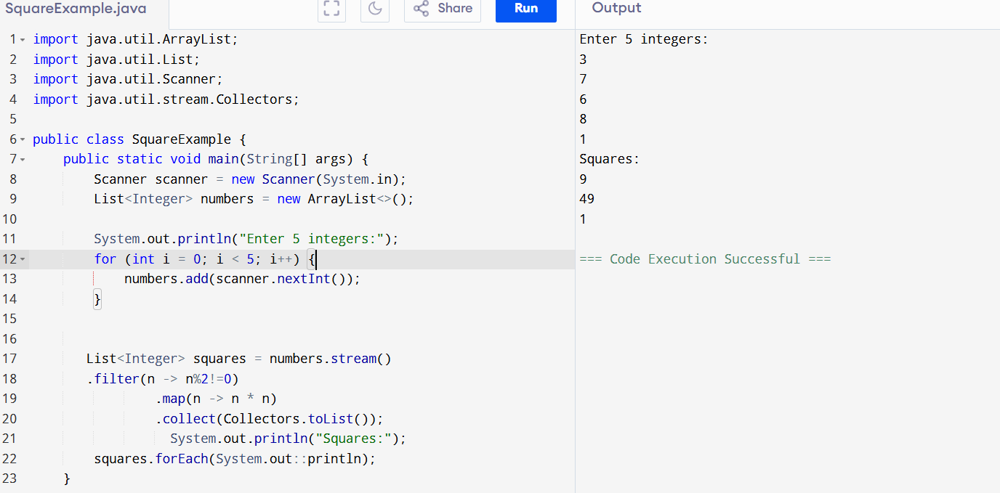 SquareExample.java
Share
Run
Output
1 import java.util.ArrayList;
2 import java.util.List;
3 import java.util.Scanner;
4 import java.util.stream.Collectors;
5
6 public class SquareExample {
7     public static void main(String[] args) {
8         Scanner scanner = new Scanner(System.in);
9         List<Integer> numbers = new ArrayList<>();
10
11         System.out.println("Enter 5 integers:");
12         for (int i = 0; i < 5; i++) {
13             numbers.add(scanner.nextInt());
14         }
15
16
17        List<Integer> squares = numbers.stream()
18        .filter(n -> n%2!=0)
19                 .map(n -> n * n)
20                 .collect(Collectors.toList());
21                   System.out.println("Squares:");
22         squares.forEach(System.out::println);
23     }
Enter 5 integers:
3
7
6
8
1
Squares:
9
49
1
=== Code Execution Successful ===